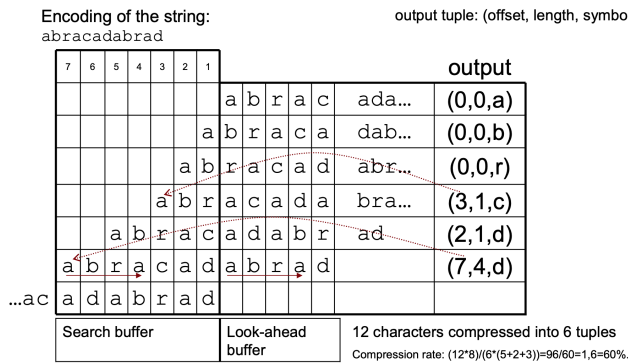 Encoding of the string: output tuple: (offset, length, symbo
abracadabrad
7 6 5 4 3 2 1 output
a b r a c ada... (0,0,a)
a b r a c a dab... (0,0,b)
a b r a c a d abr... (0,0,r)
a b r a c a d a bra... (3,1,c)
a b r a c a d a b r ad (2,1,d)
a b r a c a d a b r a d (7,4,d)
...ac a d a b r a d
Search buffer Look-ahead 12 characters compressed into 6 tuples
buffer Compression rate: (12*8)/(6*(5+2+3))=96/60=1,6=60%.